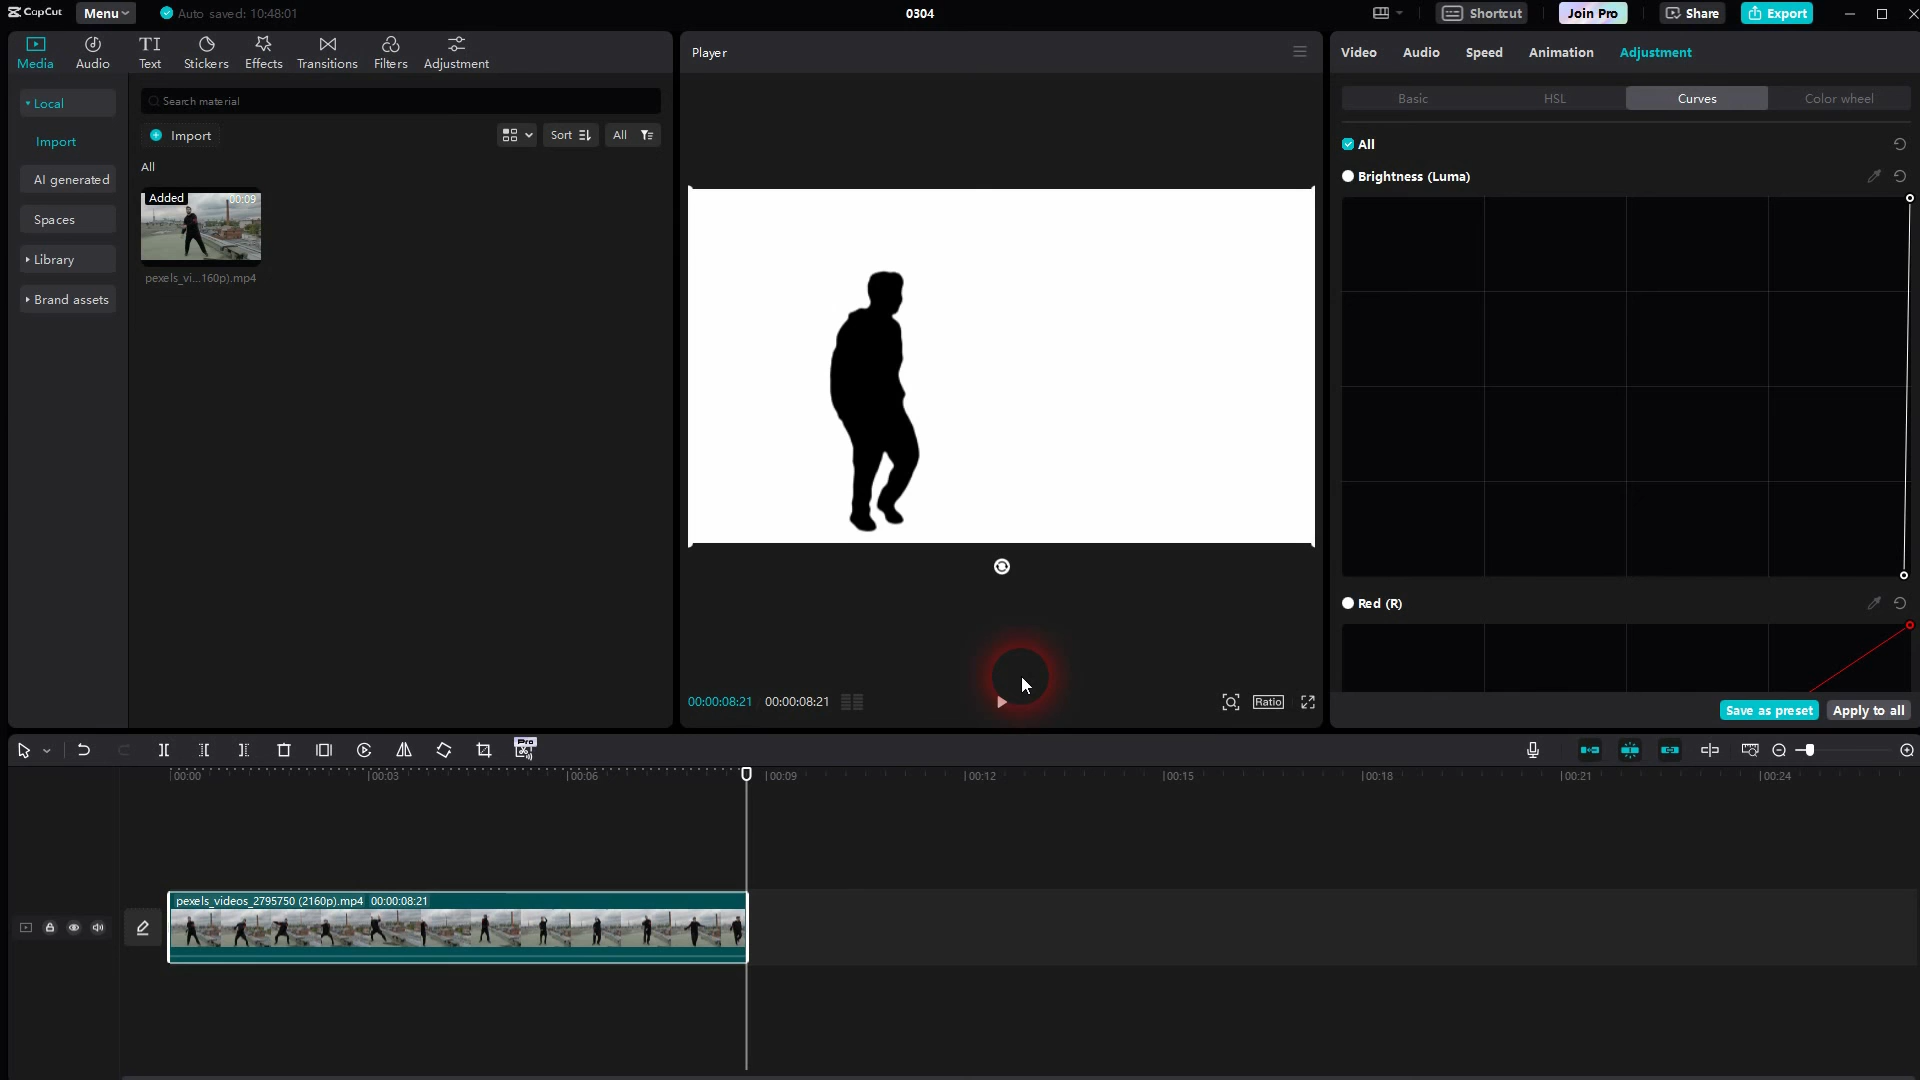 CapCut
Menu
Auto saved: 10:48:01
0304
Shortcut
Join Pro
Share
Export
Media
Audio
Text
Stickers
Effects
Transitions
Filters
Adjustment
Local
Import
AI generated
Spaces
Library
Brand assets
Search material
Import
Sort
All
All
Added
00:09
pexels_vi...160p).mp4
Player
00:00:08:21
00:00:08:21
Ratio
Video
Audio
Speed
Animation
Adjustment
Basic
HSL
Curves
Color wheel
All
Brightness (Luma)
Red (R)
Save as preset
Apply to all
Pro
00:00
00:03
00:06
00:09
00:12
00:15
00:18
00:21
00:24
pexels_videos_2795750 (2160p).mp4 00:00:08:21